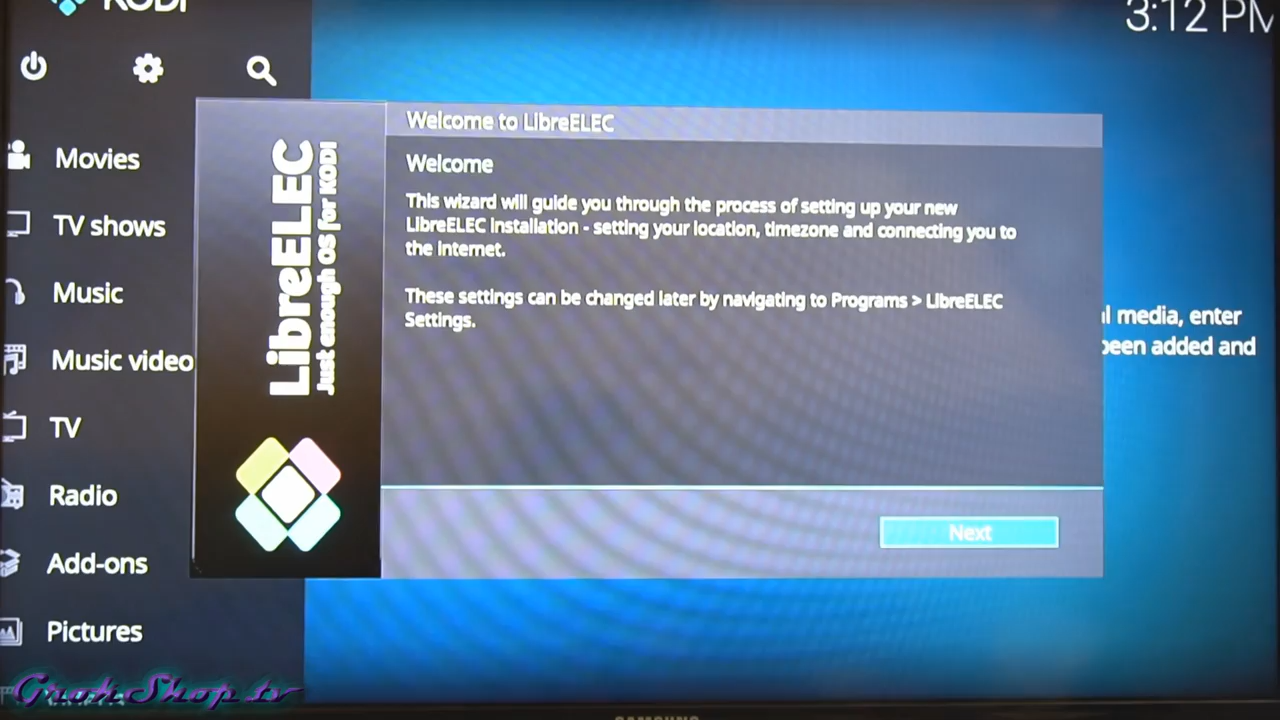 KODI
3:12 PM
Welcome to LibreELEC
Welcome
This wizard will guide you through the process of setting up your new
LibreELEC installation - setting your location, timezone and connecting you to
the Internet.
These settings can be changed later by navigating to Programs > LibreELEC
Settings.
Next
LibreELEC
Just enough OS for KODI
Movies
TV shows
Music
Music video
TV
Radio
Add-ons
Pictures
media, enter
been added and
GrokShop.tv
SAMSUNG